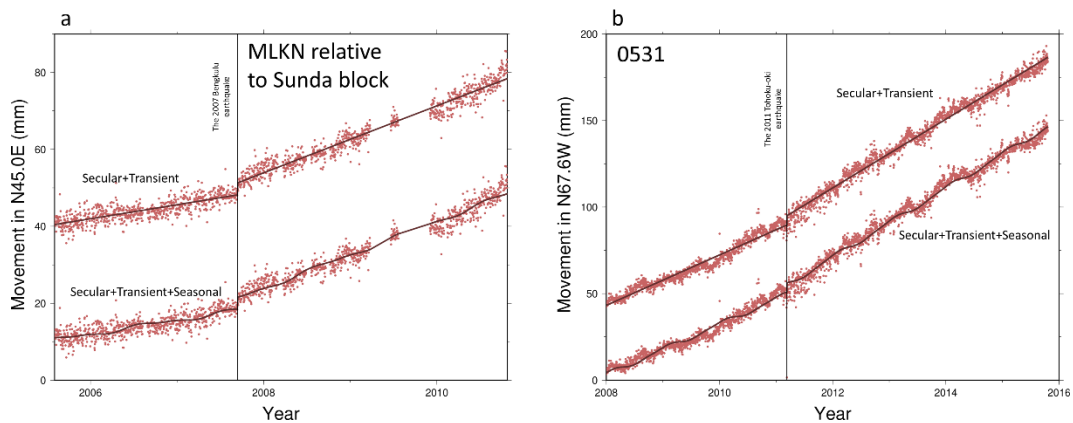 a
MLKN relative
to Sunda block
The 2007 Bengkulu
earthquake
Secular+Transient
Secular+Transient+Seasonal
Movement in N45.0E (mm)
0
20
40
60
80
2006
2008
2010
Year
b
0531
The 2011 Tohoku-oki
earthquake
Secular+Transient
Secular+Transient+Seasonal
Movement in N67.6W (mm)
0
50
100
150
200
2008
2010
2012
2014
2016
Year